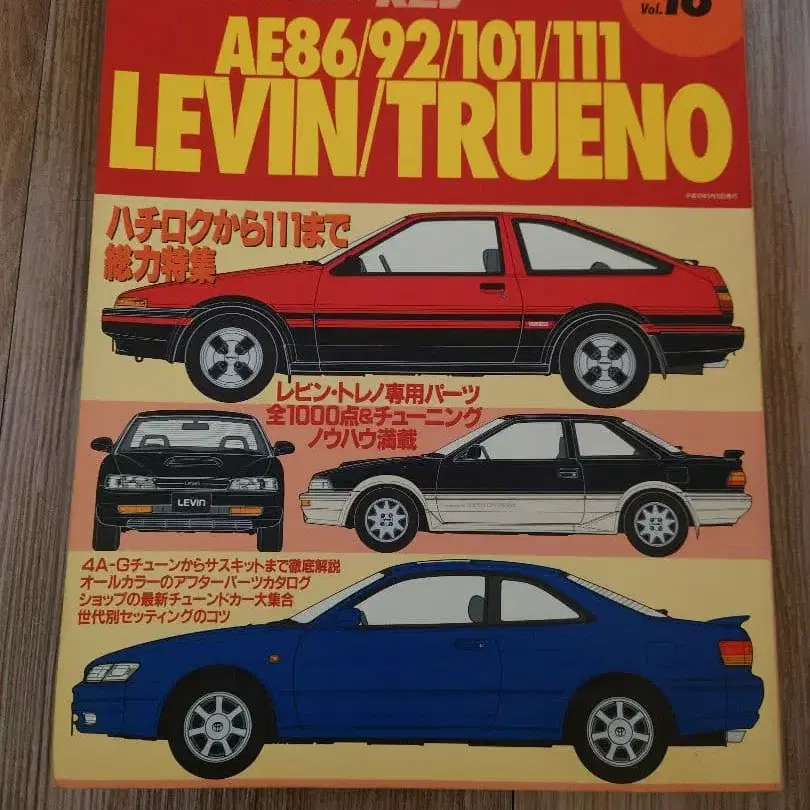 REV
Vol.16
AE86/92/101/111
LEVIN/TRUENO
ハチロクから111まで
総力特集
レビン・トレノ専用パーツ
全1000点&チューニング
ノウハウ満載
LEVIN
4A-Gチューンからサスキットまで徹底解説
オールカラーのアフターパーツカタログ
ショップの最新チューンドカー大集合
世代別セッティングのコツ